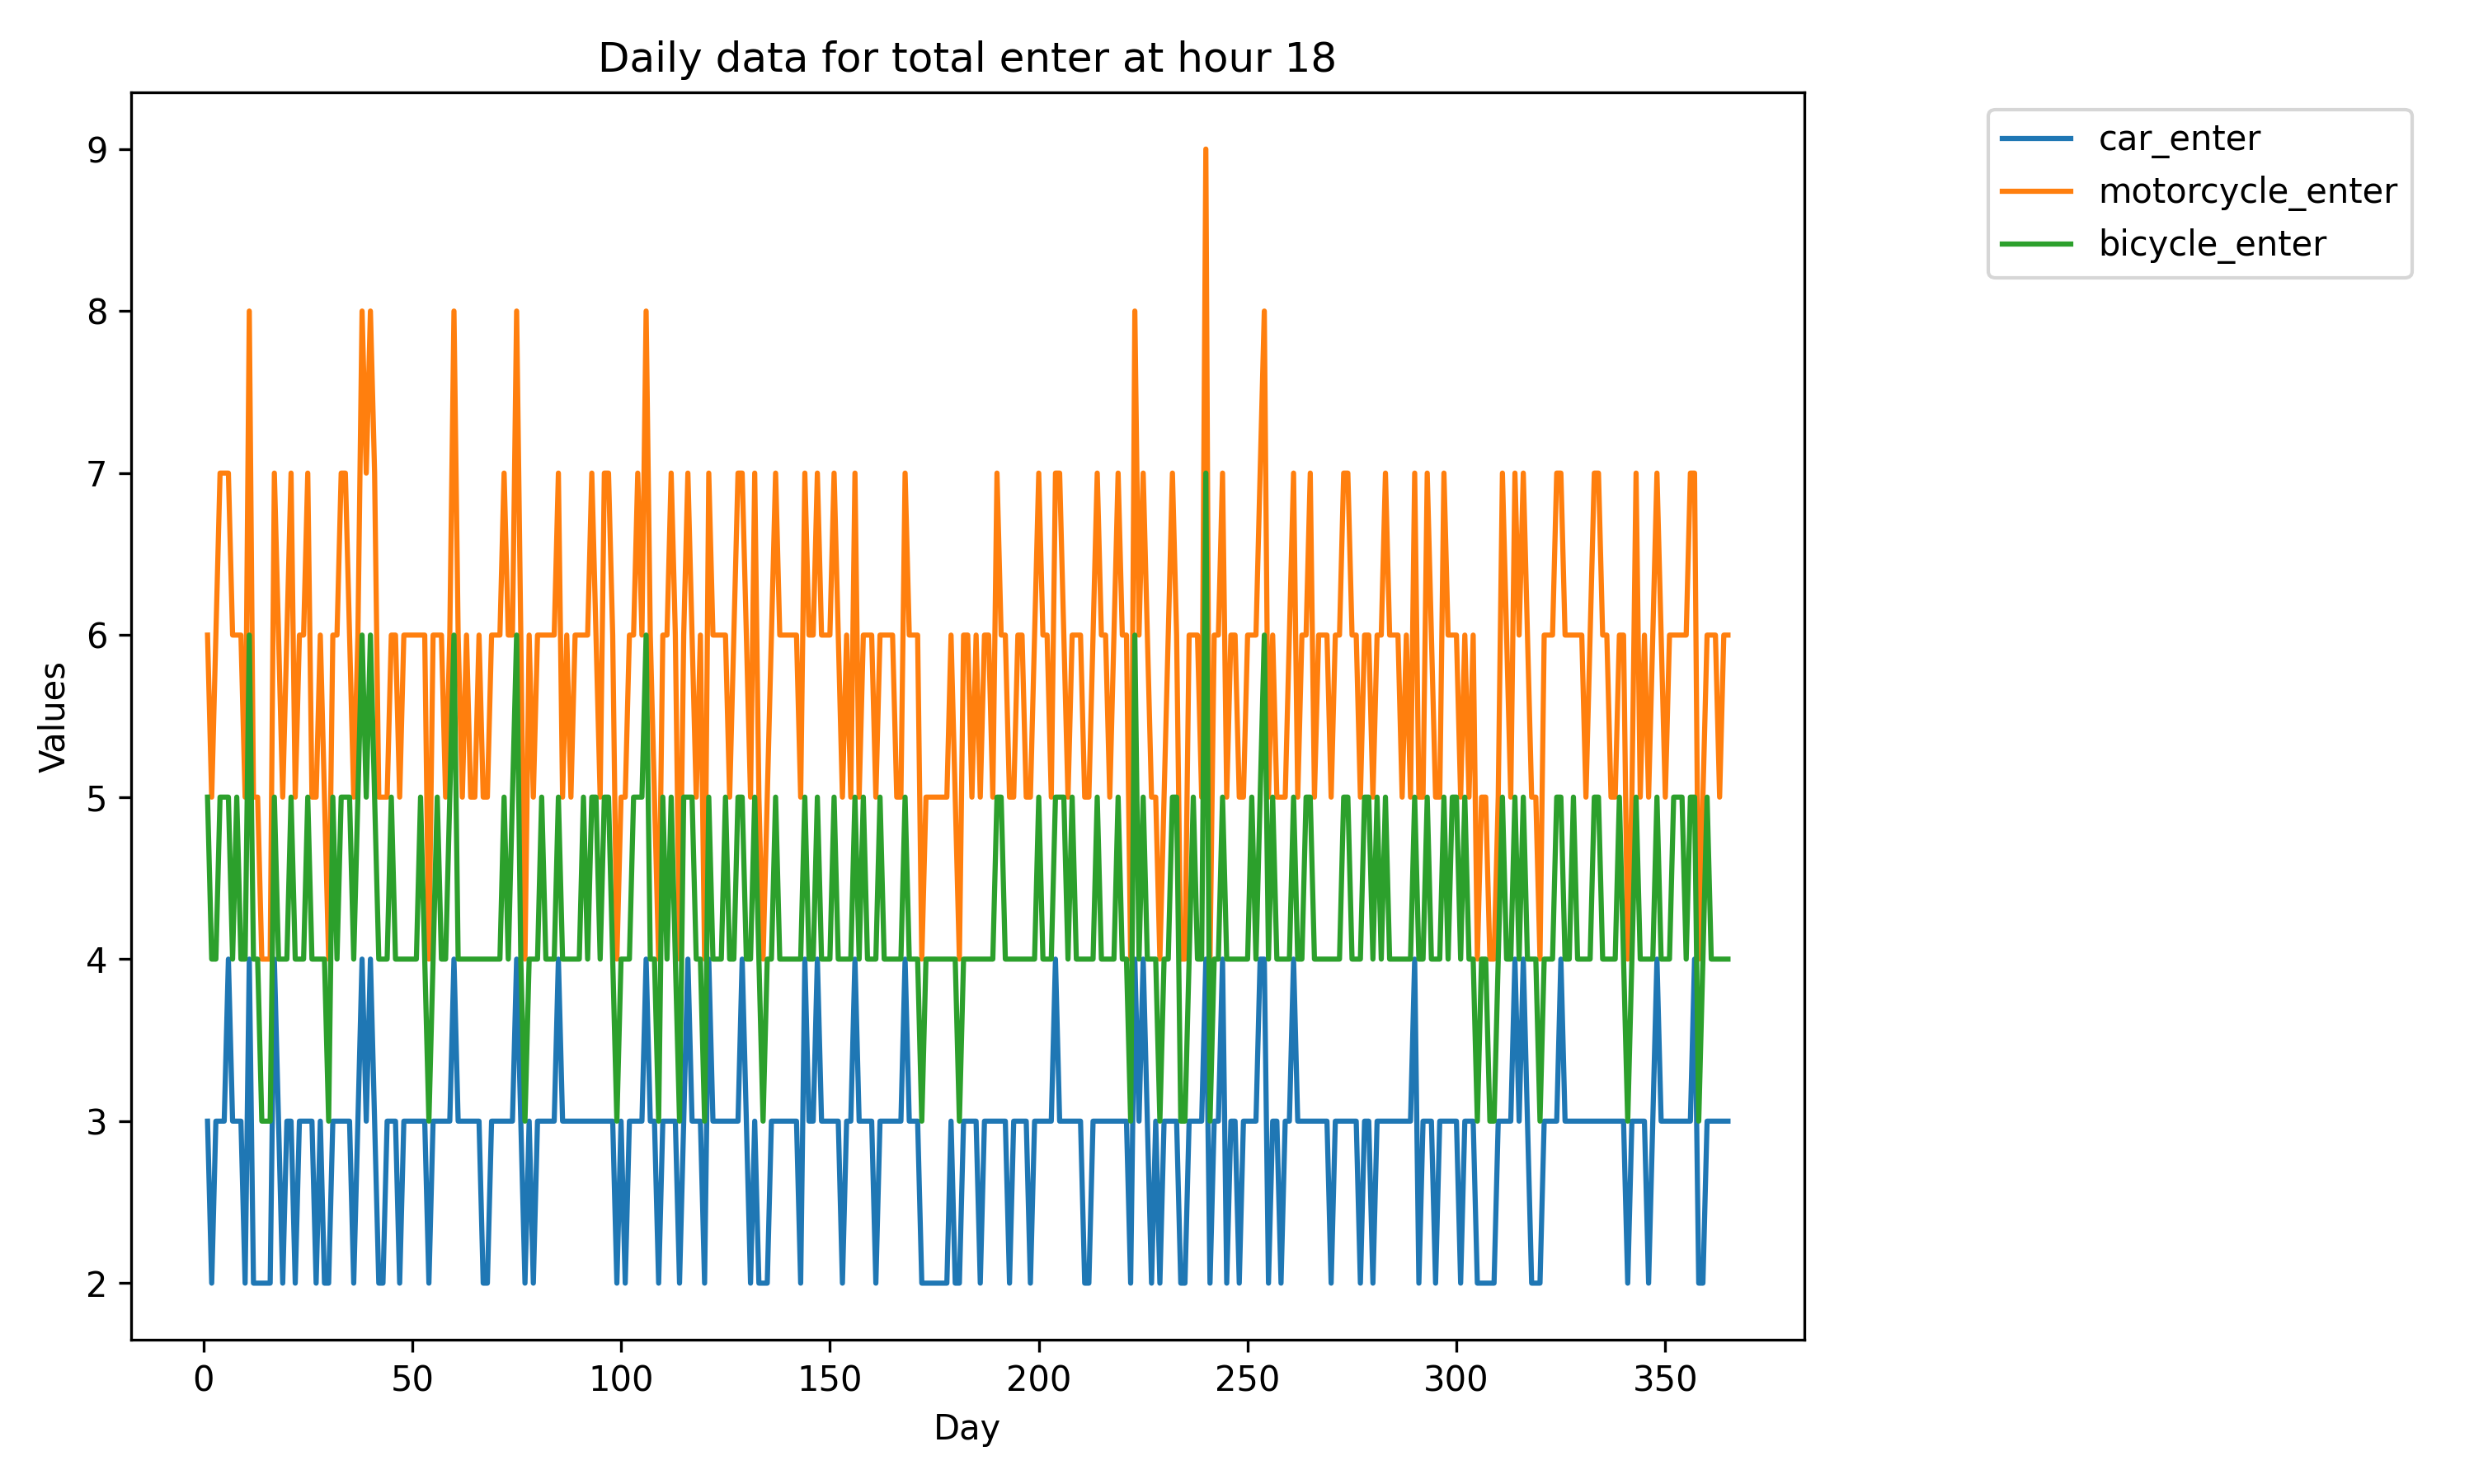 Daily data for total enter at hour 18
car_enter
motorcycle_enter
bicycle_enter
Values
9
8
7
6
5
4
3
2
0 50 100 150 200 250 300 350
Day